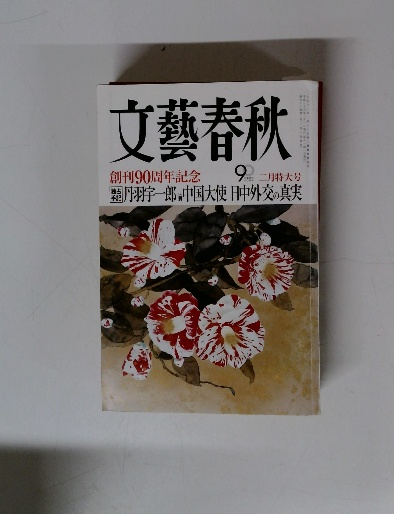 文藝春秋
創刊90周年記念
9 二月特大号
丹羽宇一郎 前中国大使 日中外交の真実